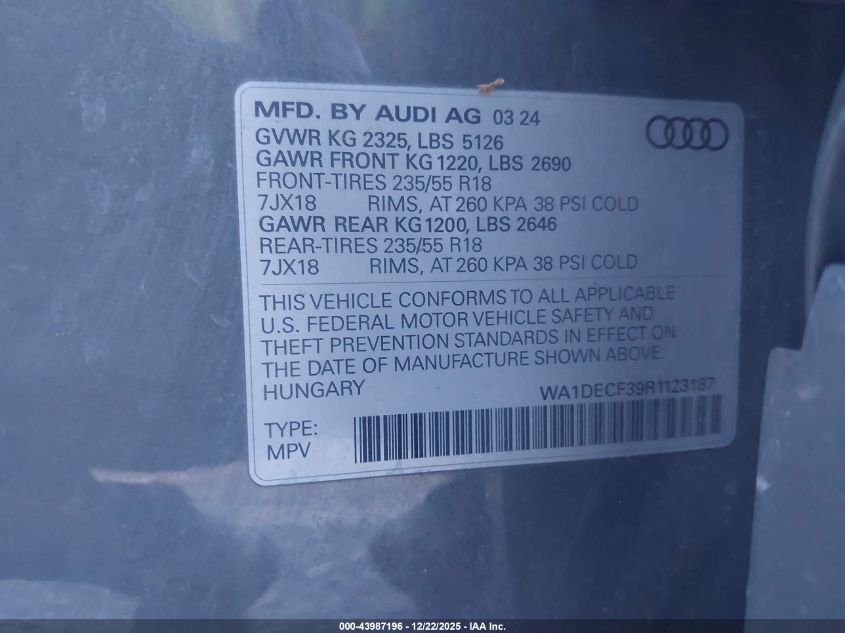 MFD. BY AUDI AG 03 24
GVWR KG 2325, LBS 5126
GAWR FRONT KG 1220, LBS 2690
FRONT-TIRES 235/55 R18
7JX18 RIMS, AT 260 KPA 38 PSI COLD
GAWR REAR KG 1200, LBS 2646
REAR-TIRES 235/55 R18
7JX18 RIMS, AT 260 KPA 38 PSI COLD
THIS VEHICLE CONFORMS TO ALL APPLICABLE
U.S. FEDERAL MOTOR VEHICLE SAFETY AND
THEFT PREVENTION STANDARDS IN EFFECT ON
THE DATE OF MANUFACTURE SHOWN ABOVE.
HUNGARY WA1DECF39R1123187
TYPE:
MPV
000-43987196 - 12/22/2025 - IAA Inc.